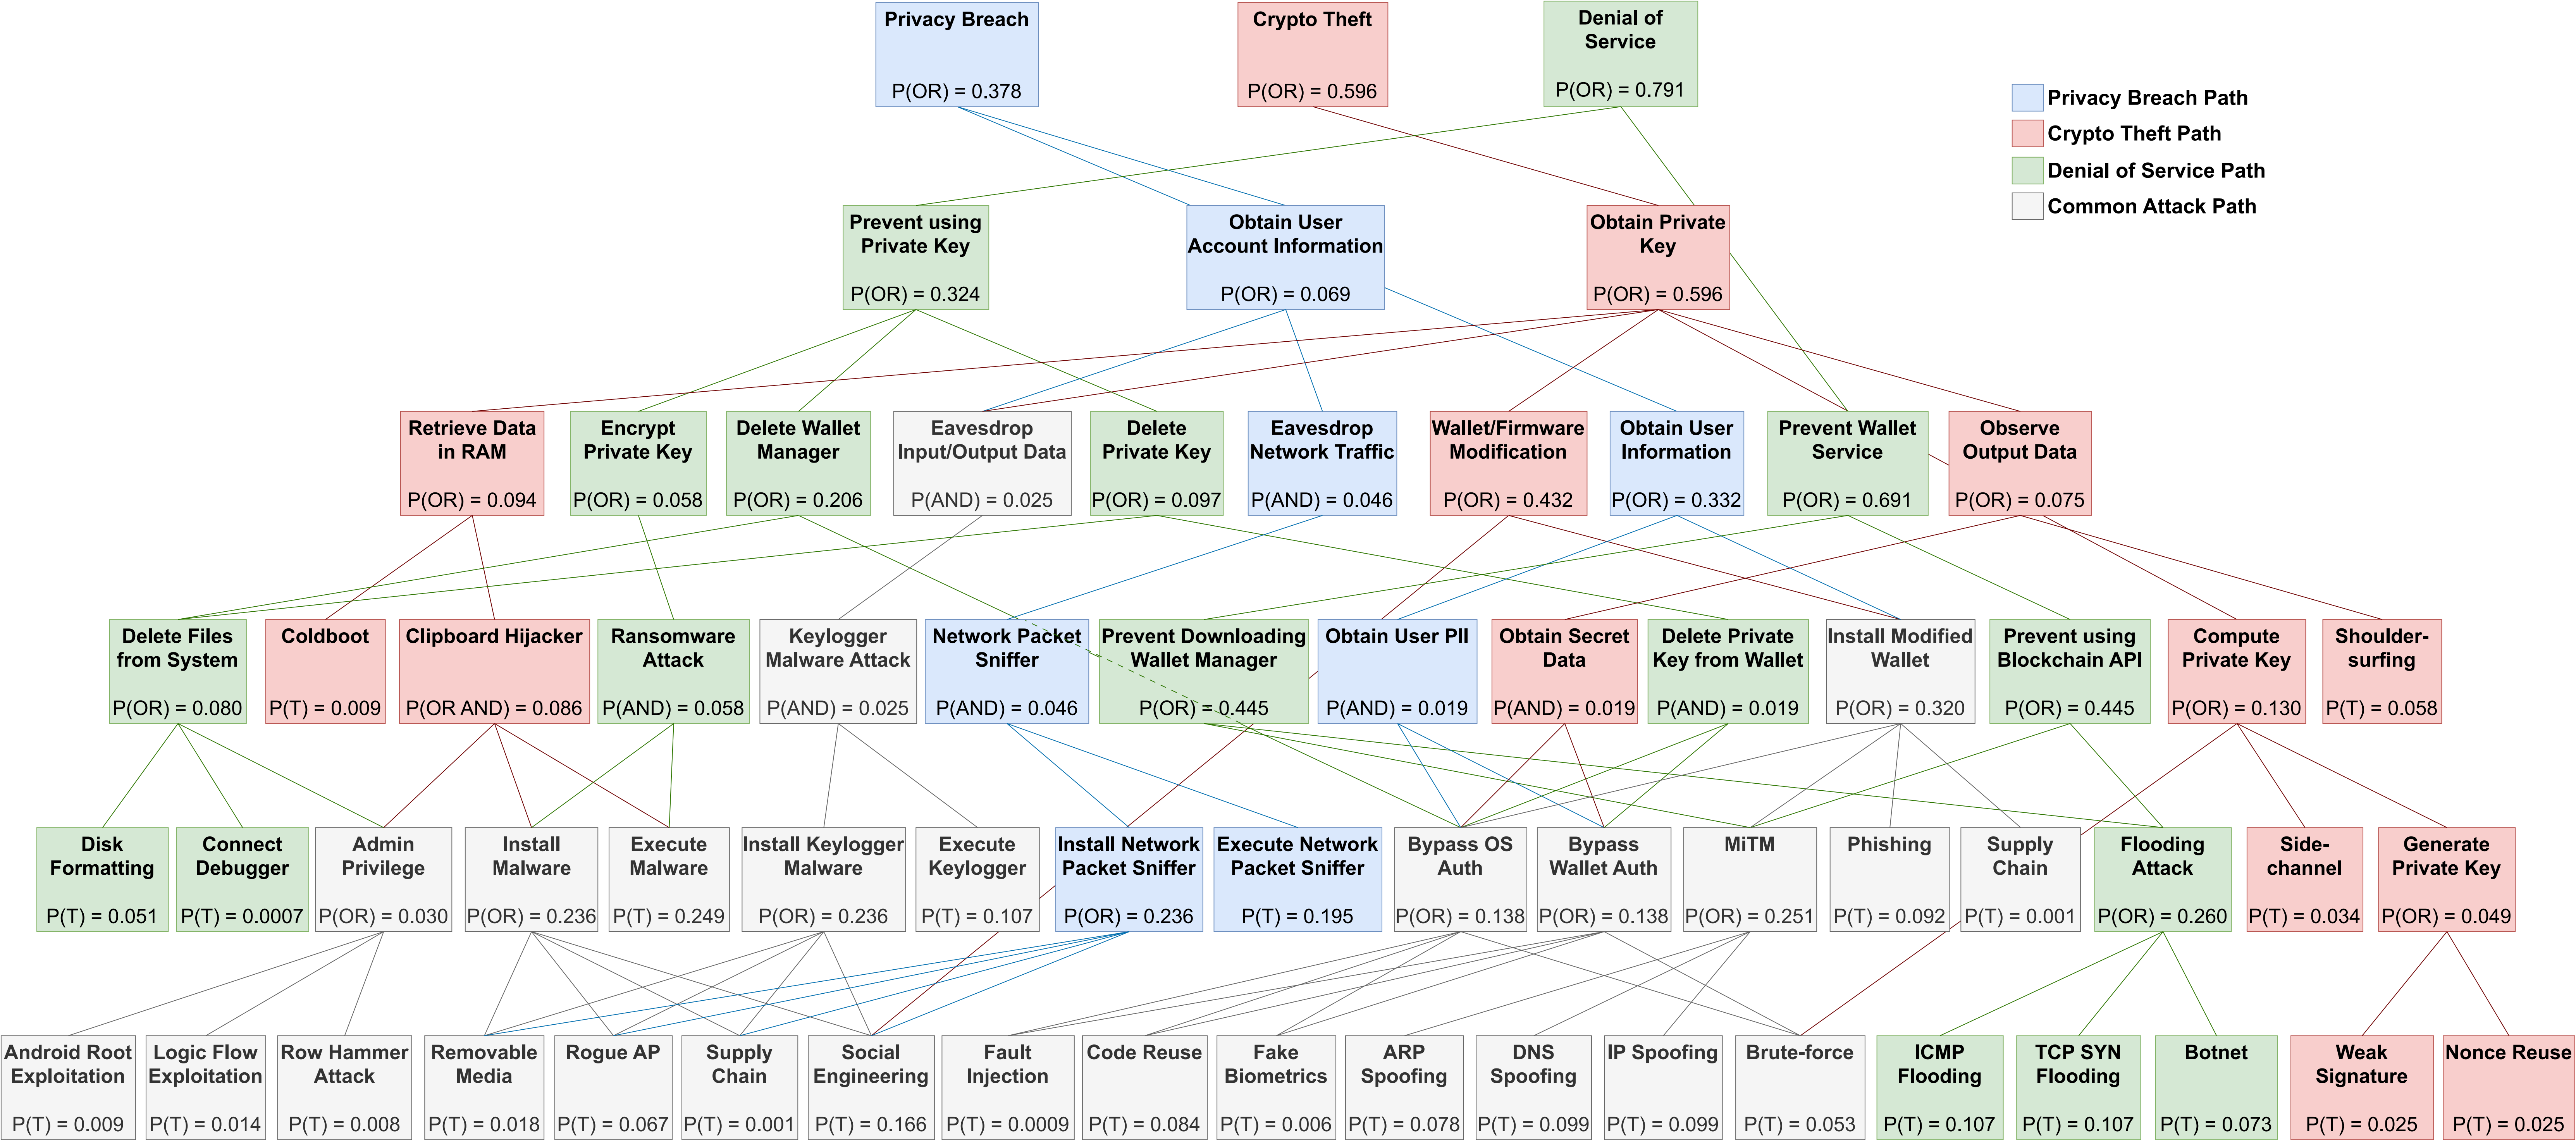 Privacy Breach
P(OR) = 0.378
Crypto Theft
P(OR) = 0.596
Denial of
Service
P(OR) = 0.791
Privacy Breach Path
Crypto Theft Path
Denial of Service Path
Common Attack Path
Prevent using
Private Key
P(OR) = 0.324
Obtain User
Account Information
P(OR) = 0.069
Obtain Private
Key
P(OR) = 0.596
Retrieve Data
in RAM
P(OR) = 0.094
Encrypt
Private Key
P(OR) = 0.058
Delete Wallet
Manager
P(OR) = 0.206
Eavesdrop
Input/Output Data
P(AND) = 0.025
Delete
Private Key
P(OR) = 0.097
Eavesdrop
Network Traffic
P(AND) = 0.046
Wallet/Firmware
Modification
P(OR) = 0.432
Obtain User
Information
P(OR) = 0.332
Prevent Wallet
Service
P(OR) = 0.691
Observe
Output Data
P(OR) = 0.075
Delete Files
from System
P(OR) = 0.080
Coldboot
P(T) = 0.009
Clipboard Hijacker
P(OR AND) = 0.086
Ransomware
Attack
P(AND) = 0.058
Keylogger
Malware Attack
P(AND) = 0.025
Network Packet
Sniffer
P(AND) = 0.046
Prevent Downloading
Wallet Manager
P(OR) = 0.445
Obtain User PII
P(AND) = 0.019
Obtain Secret
Data
P(AND) = 0.019
Delete Private
Key from Wallet
P(AND) = 0.019
Install Modified
Wallet
P(OR) = 0.320
Prevent using
Blockchain API
P(OR) = 0.445
Compute
Private Key
P(OR) = 0.130
Shoulder-
surfing
P(T) = 0.058
Disk
Formatting
P(T) = 0.051
Connect
Debugger
P(T) = 0.0007
Admin
Privilege
P(OR) = 0.030
Install
Malware
P(OR) = 0.236
Execute
Malware
P(T) = 0.249
Install Keylogger
Malware
P(OR) = 0.236
Execute
Keylogger
P(T) = 0.107
Install Network
Packet Sniffer
P(OR) = 0.236
Execute Network
Packet Sniffer
P(T) = 0.195
Bypass OS
Auth
P(OR) = 0.138
Bypass
Wallet Auth
P(OR) = 0.138
MiTM
P(OR) = 0.251
Phishing
P(T) = 0.092
Supply
Chain
P(T) = 0.001
Flooding
Attack
P(OR) = 0.260
Side-
channel
P(T) = 0.034
Generate
Private Key
P(OR) = 0.049
Android Root
Exploitation
P(T) = 0.009
Logic Flow
Exploitation
P(T) = 0.014
Row Hammer
Attack
P(T) = 0.008
Removable
Media
P(T) = 0.018
Rogue AP
P(T) = 0.067
Supply
Chain
P(T) = 0.001
Social
Engineering
P(T) = 0.166
Fault
Injection
P(T) = 0.0009
Code Reuse
P(T) = 0.084
Fake
Biometrics
P(T) = 0.006
ARP
Spoofing
P(T) = 0.078
DNS
Spoofing
P(T) = 0.099
IP Spoofing
P(T) = 0.099
Brute-force
P(T) = 0.053
ICMP
Flooding
P(T) = 0.107
TCP SYN
Flooding
P(T) = 0.107
Botnet
P(T) = 0.073
Weak
Signature
P(T) = 0.025
Nonce Reuse
P(T) = 0.025